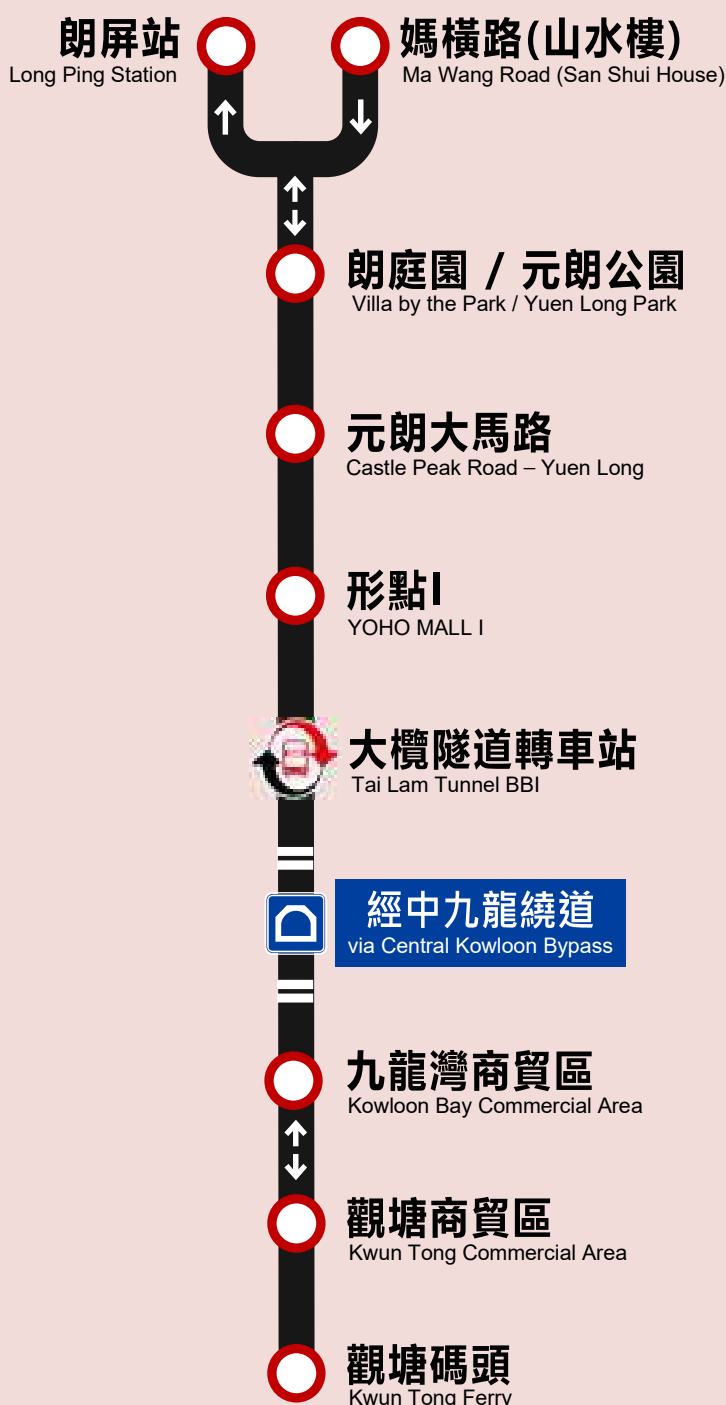 朗屏站
Long Ping Station
媽橫路(山水樓)
Ma Wang Road (San Shui House)
朗庭園 / 元朗公園
Villa by the Park / Yuen Long Park
元朗大馬路
Castle Peak Road – Yuen Long
形點I
YOHO MALL I
大欖隧道轉車站
Tai Lam Tunnel BBI
經中九龍繞道
via Central Kowloon Bypass
九龍灣商貿區
Kowloon Bay Commercial Area
觀塘商貿區
Kwun Tong Commercial Area
觀塘碼頭
Kwun Tong Ferry